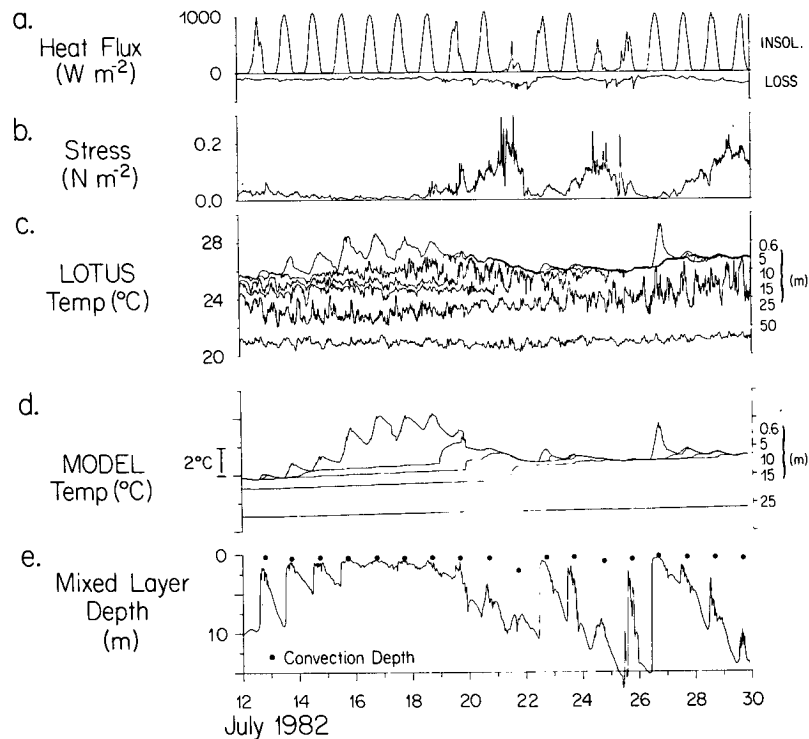 a.
Heat Flux
(W m-2)
1000
0
INSOL.
LOSS
b.
Stress
(N m-2)
0.2
0.0
c.
LOTUS
Temp (°C)
28
24
20
0.6
5
10
15
25
50
(m)
d.
MODEL
Temp (°C)
2°C
0.6
5
10
15
25
(m)
e.
Mixed Layer
Depth
(m)
0
10
• Convection Depth
12 14 16 18 20 22 24 26 28 30
July 1982